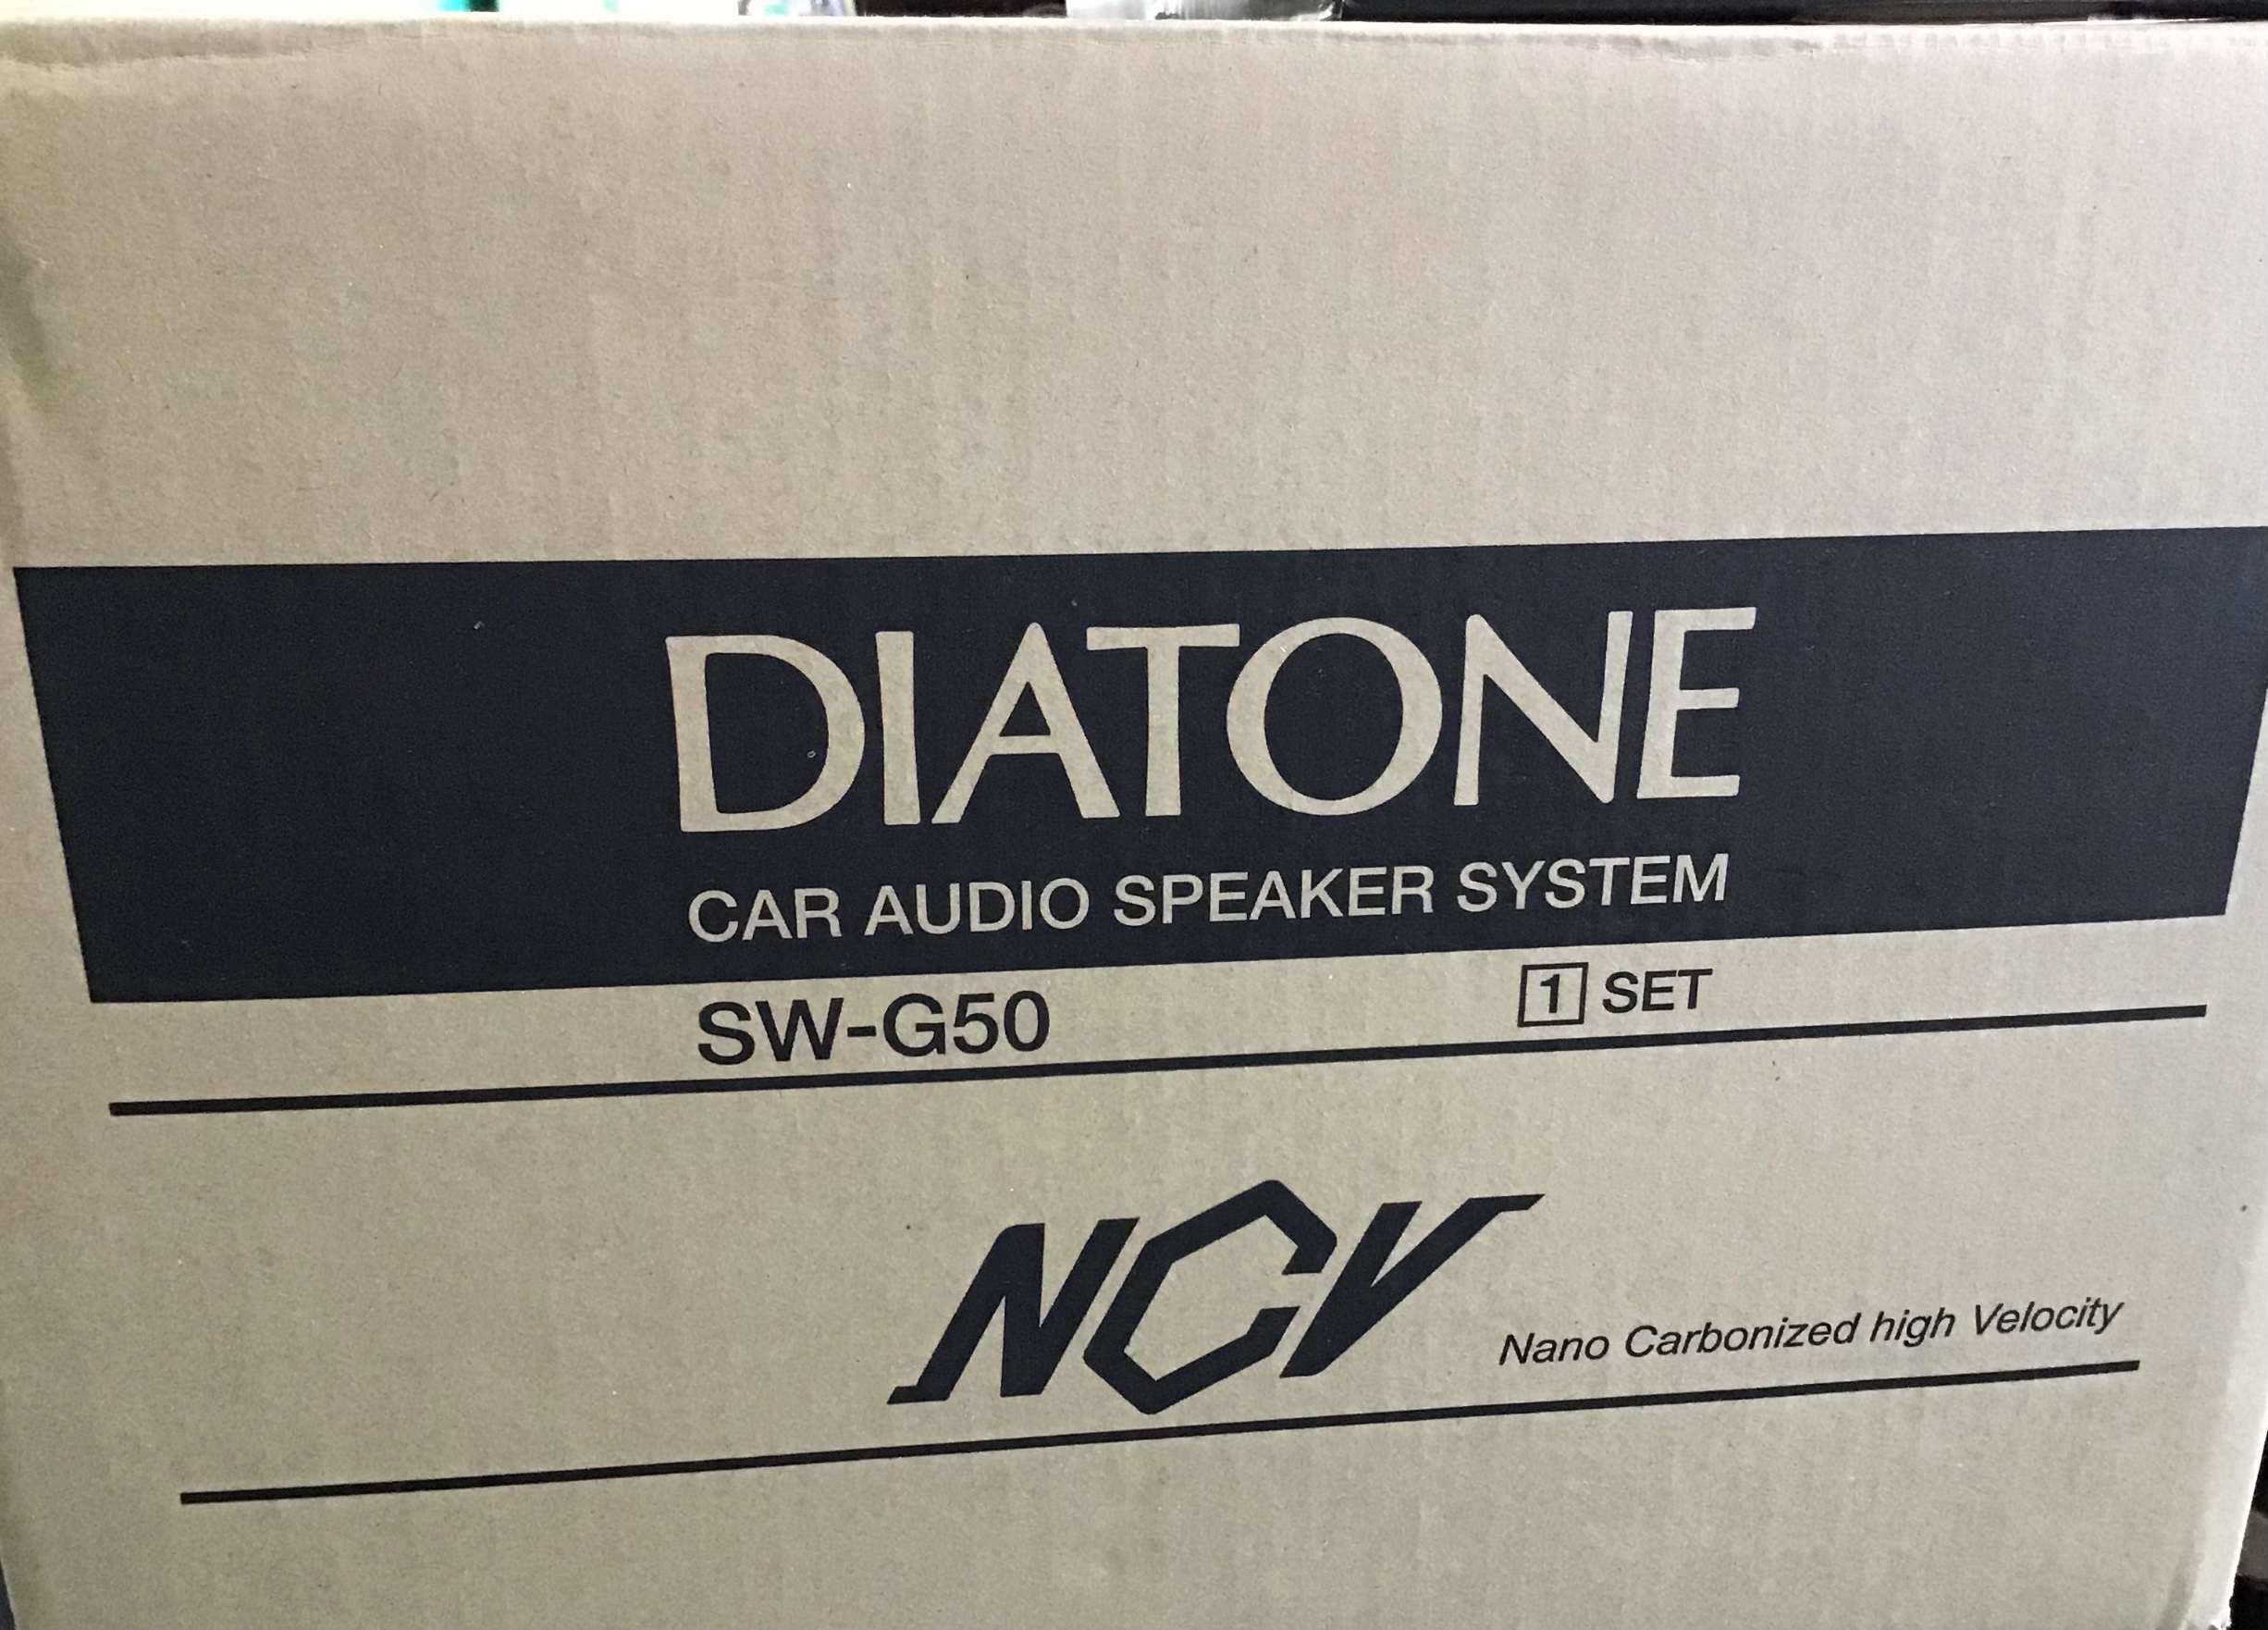 DIATONE
CAR AUDIO SPEAKER SYSTEM
SW-G50 1 SET
NCV Nano Carbonized high Velocity